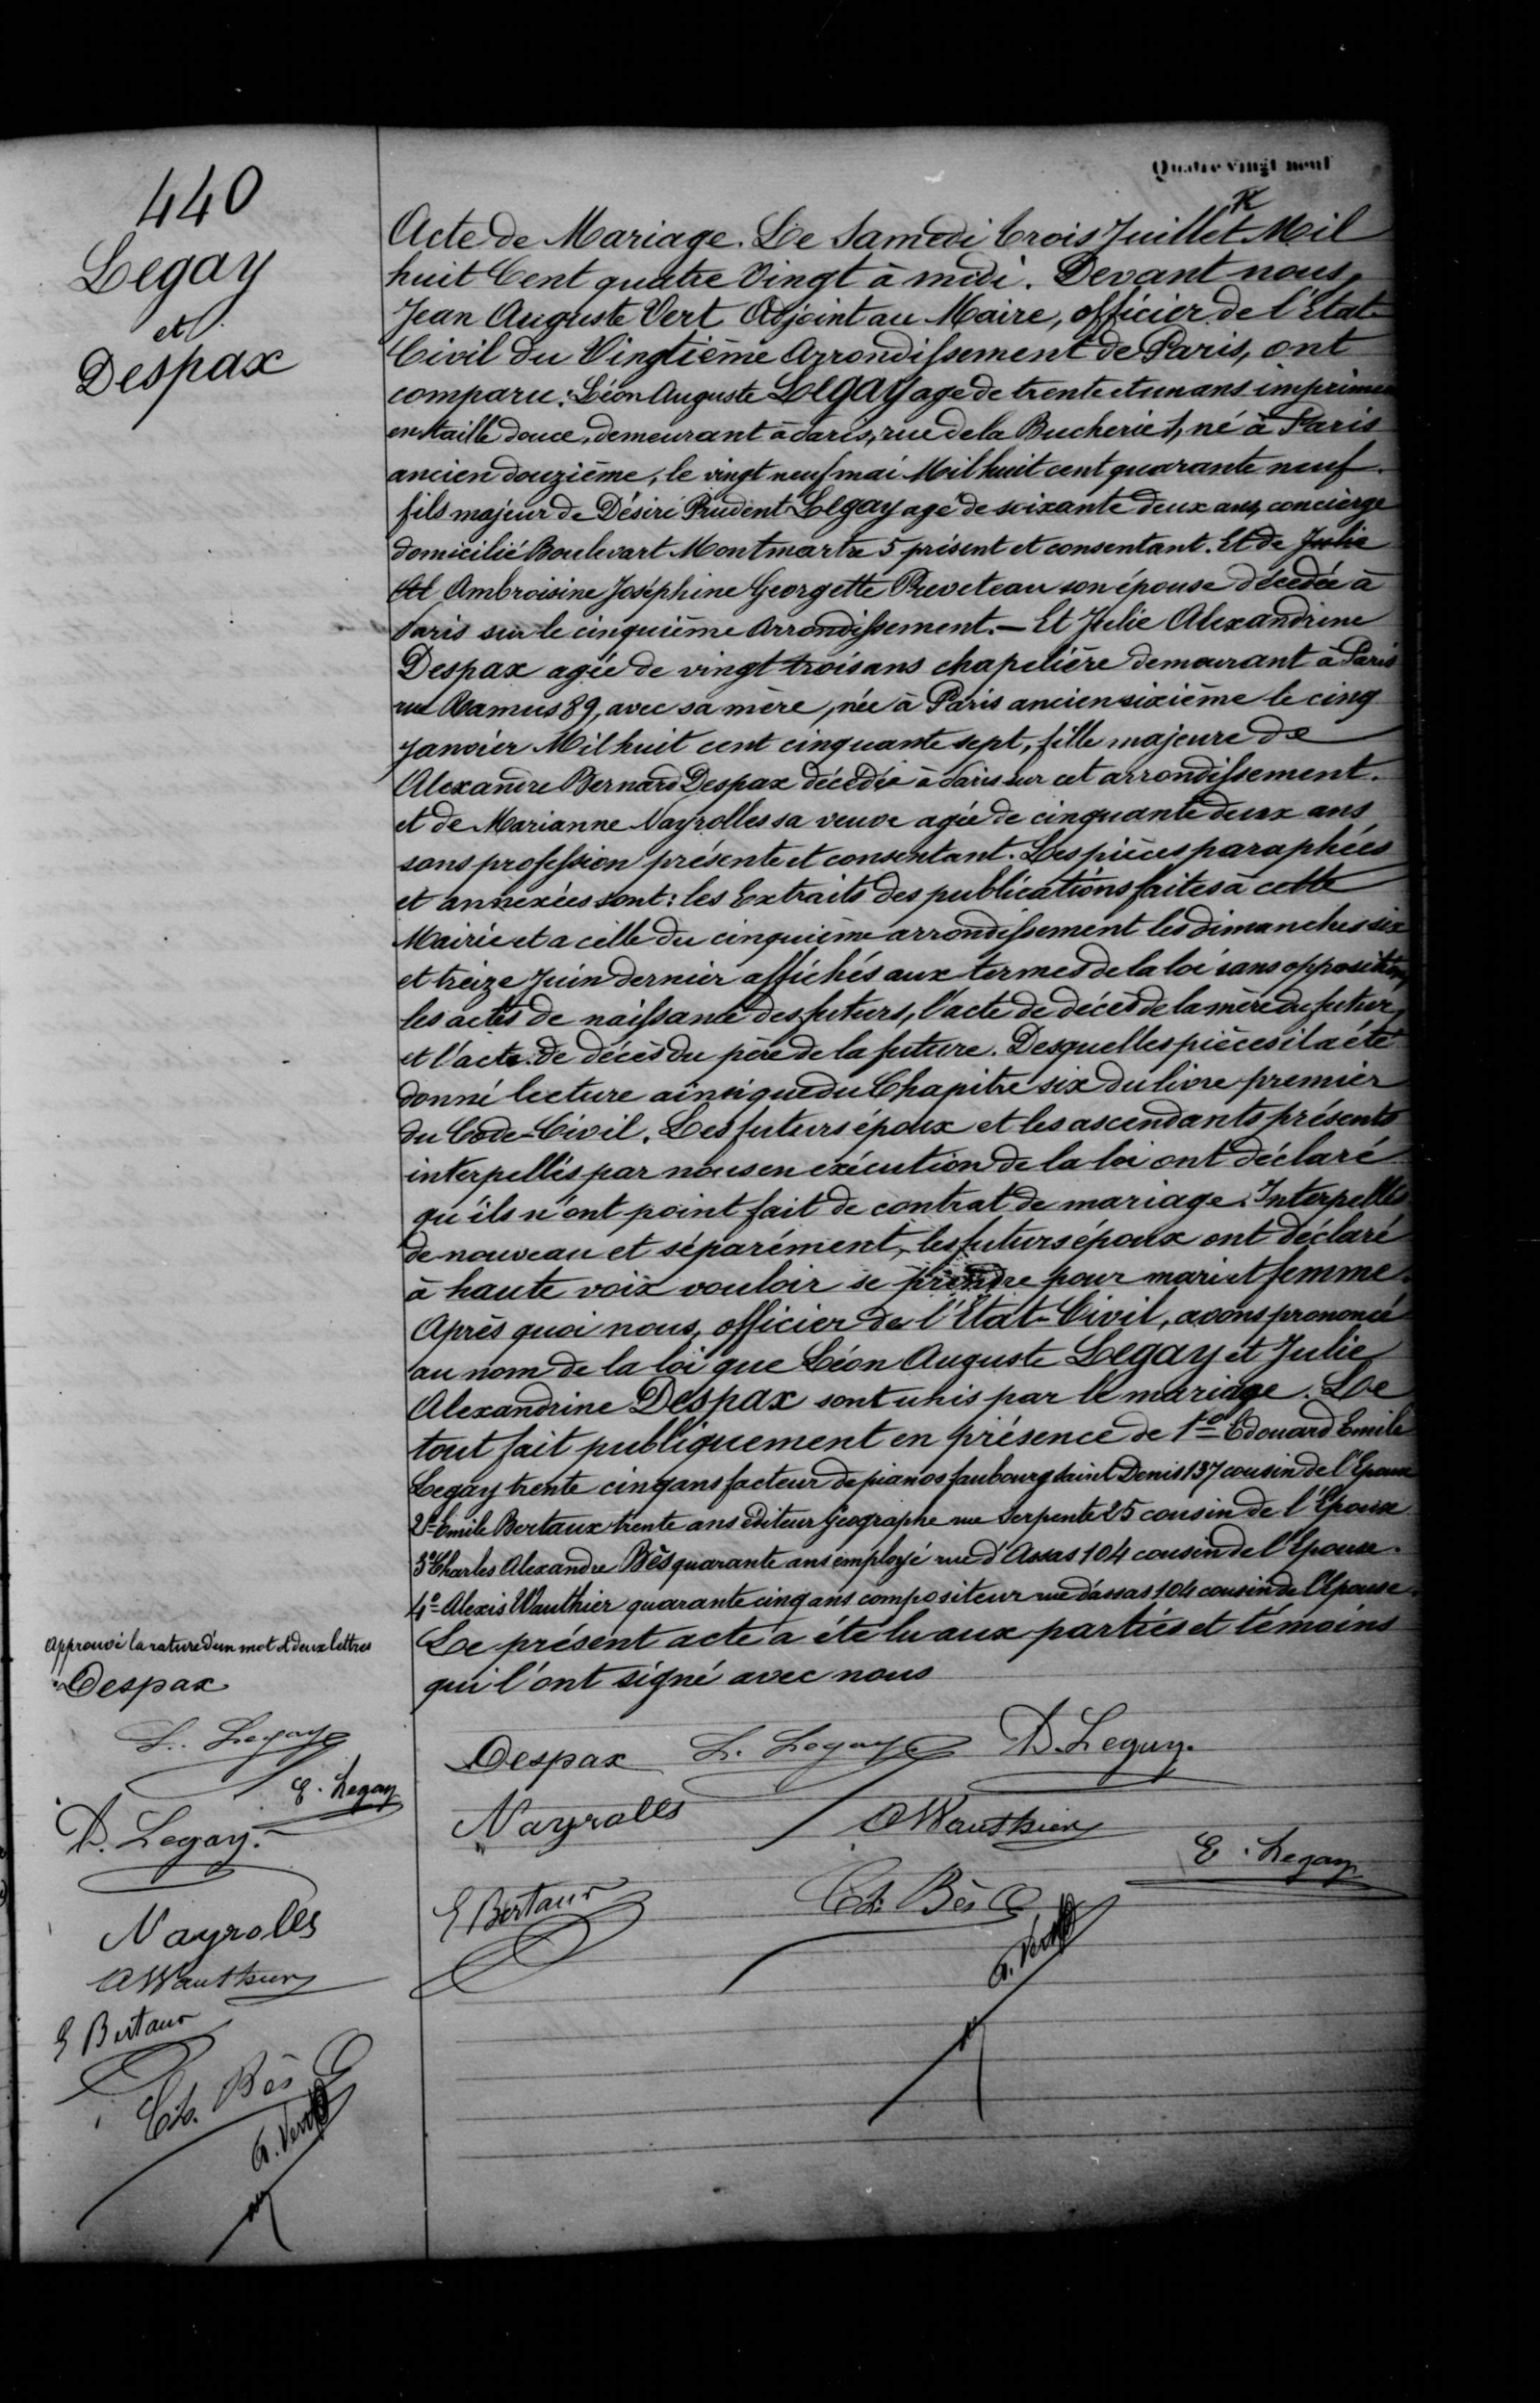 Quatre vingt neuf
440
Legay
et
Despax
Acte de Mariage. Le Samedi trois Juillet Mil
huit Cent quatre Vingt à midi. Devant nous,
Jean Auguste Vert Adjoint au Maire, officier de l'Etat-
Civil du Vingtième Arrondissement de Paris, ont
comparu: Léon Auguste Legay age de trente et un ans imprimeur
en taille douce, demeurant à Paris, rue de la Bucherie 1, né à Paris
ancien douzième, le vingt neuf mai Mil huit cent quarante neuf.
fils majeur de Désiré Prudent Legay agé de soixante deux ans, concierge
domicilié Boulevart Montmartre 5 présent et consentant. Et de Julie
Ambroisine Joséphine Georgette Preveteau son épouse décédée à
Paris sur le cinquième Arrondissement. — Et Julie Alexandrine
Despax agée de vingt trois ans chapelière demeurant à Paris
rue Ramus 89, avec sa mère, née à Paris ancien sixième le cinq
Janvier Mil huit cent cinquante sept, fille majeure de
Alexandre Bernard Despax décédée à Paris sur cet arrondissement.
et de Marianne Nayrolles sa veuve agée de cinquante deux ans
sans profession présente et consentant. Les pièces paraphées
et annexées sont: les Extraits des publications faites à cette
Mairie et a celle du cinquième arrondissement les dimanches six
et treize Juin dernier affichés aux termes de la loi sans opposition,
les actes de naissance des futurs, l'acte de décès de la mère du futur,
et l'acte de décès du père de la future. Desquelles pièces il a été
donné lecture ainsi que du Chapitre six du livre premier
du Code-Civil. Les futurs époux et les ascendants présents
interpellés par nous en exécution de la loi ont déclaré
qu'ils n'ont point fait de contrat de mariage. Interpellés
de nouveau et séparément, les futurs époux ont déclaré
à haute voix vouloir se prendre pour mari et femme.
Après quoi nous, officier de l'Etat-Civil, avons prononcé
au nom de la loi que Léon Auguste Legay et Julie
Alexandrine Despax sont unis par le mariage. Le
tout fait publiquement en présence de 1º Edouard Emile
Legay trente cinq ans facteur de pianos faubourg Saint Denis 137 cousin de l'Epoux
2º Emile Bertaux trente ans éditeur géographe rue Serpente 25 cousin de l'Epoux
3º Charles Alexandre Bès quarante ans employé rue d'Assas 104 cousin de l'Epouse.
4º Alexis Wauthier quarante cinq ans compositeur rue d'assas 104 cousin de l'Epouse.
Le présent acte a été lu aux parties et témoins
qui l'ont signé avec nous
Despax L. Legay D. Legay.
Nayrolles AWauthier
E. Legay
E Bertaux Ch. Bès
A. Vert
Approuvé la rature d'un mot et deux lettres
Despax
L. Legay
E. Legay
D. Legay.
Nayrolles
AWauthier
E Bertaux
Ch. Bès
A. Vert